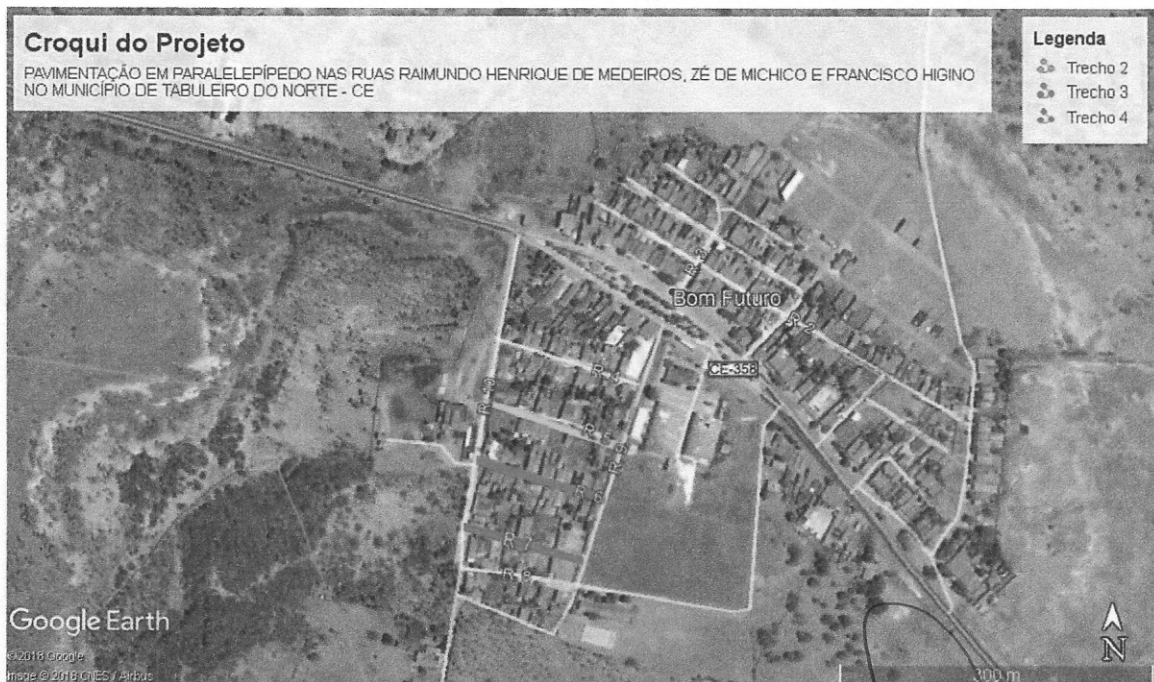 Croqui do Projeto
PAVIMENTAÇÃO EM PARALELEPÍPEDO NAS RUAS RAIMUNDO HENRIQUE DE MEDEIROS, ZÉ DE MICHICO E FRANCISCO HIGINO
NO MUNICÍPIO DE TABULEIRO DO NORTE - CE
Legenda
Trecho 2
Trecho 3
Trecho 4
Bom Futuro
R. 2
CE-358
R. 7
R. 8
Google Earth
© 2018 Google
Image © 2018 CNES / Airbus
N
300 m